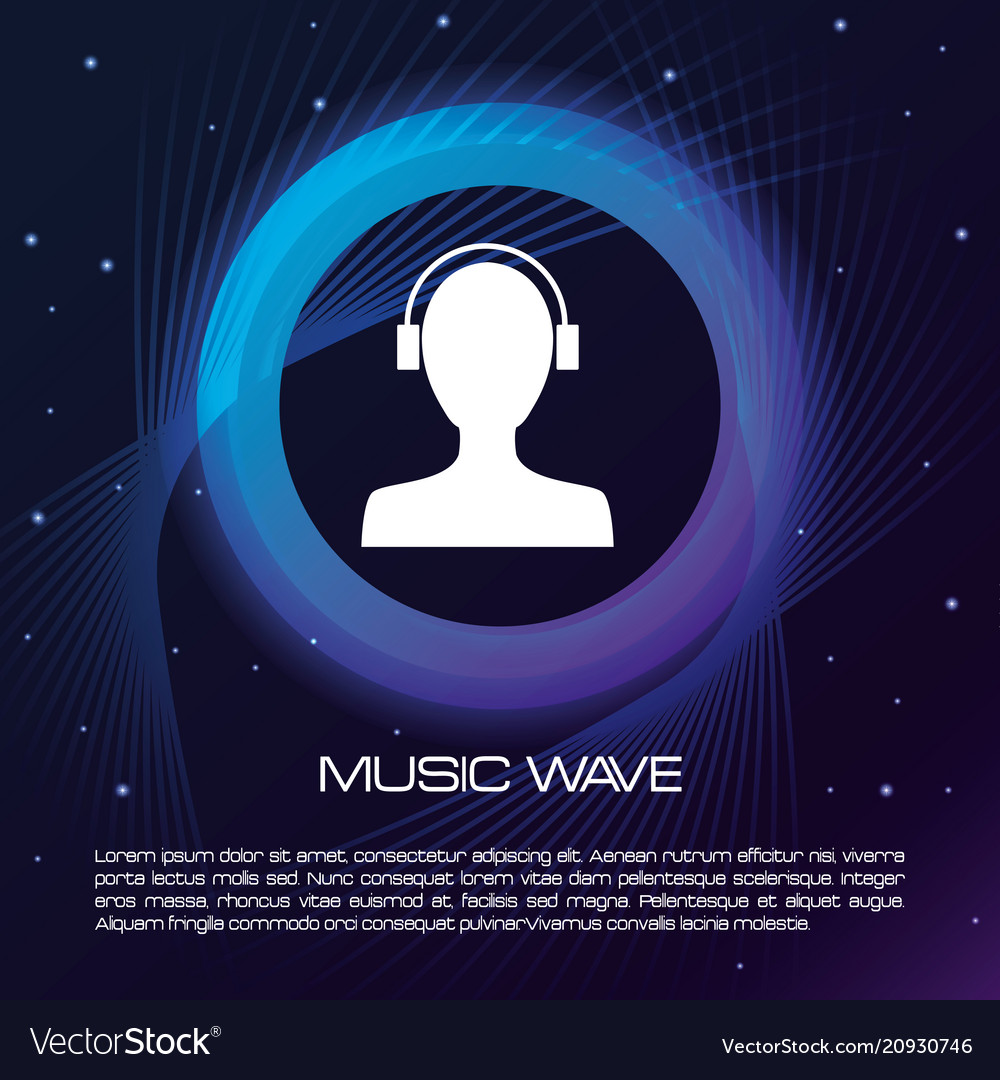 MUSIC WAVE
Lorem ipsum dolor sit amet, consectetur adipiscing elit. Aenean rutrum efficitur nisi, viverra
porta lectus mollis sed. Nunc consequat lorem vitae diam pellentesque scelerisque. Integer
eros massa, rhoncus vitae euismod at, facilisis sed magna. Pellentesque et aliquet augue.
Aliquam fringilla commodo orci consequat pulvinarVivamus convallis lacinia molestie.
VectorStock®
VectorStock.com/20930746